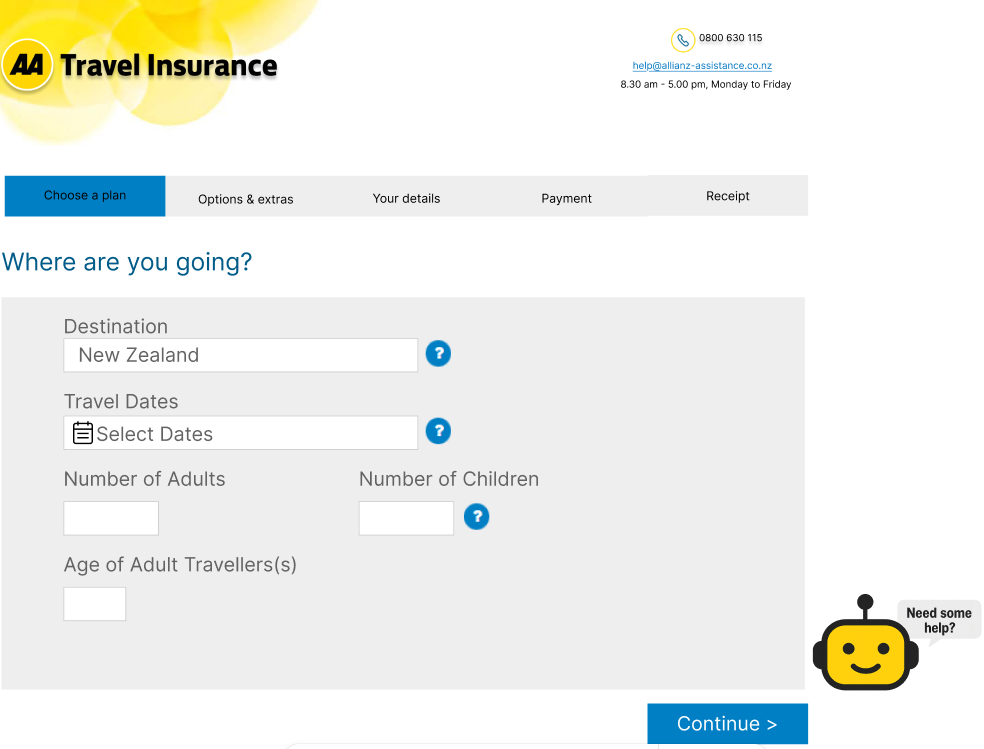 AA Travel Insurance
0800 630 115
help@allianz-assistance.co.nz
8.30 am - 5.00 pm, Monday to Friday
Choose a plan
Options & extras
Your details
Payment
Receipt
Where are you going?
Destination
New Zealand
?
Travel Dates
Select Dates
?
Number of Adults
Number of Children
?
Age of Adult Travellers(s)
Need some
help?
Continue >